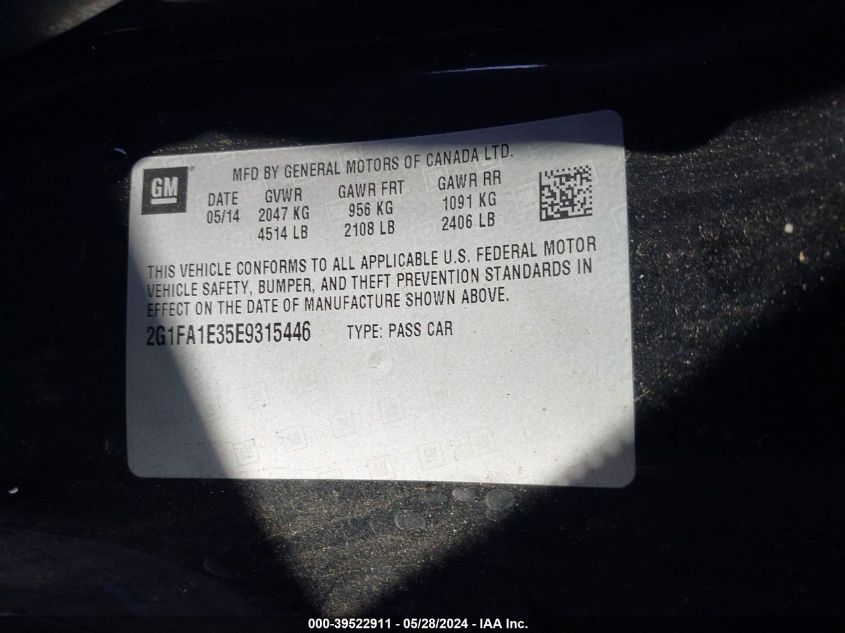 MFD BY GENERAL MOTORS OF CANADA LTD.
GM
DATE GVWR GAWR FRT GAWR RR
05/14 2047 KG 956 KG 1091 KG
4514 LB 2108 LB 2406 LB
THIS VEHICLE CONFORMS TO ALL APPLICABLE U.S. FEDERAL MOTOR
VEHICLE SAFETY, BUMPER, AND THEFT PREVENTION STANDARDS IN
EFFECT ON THE DATE OF MANUFACTURE SHOWN ABOVE.
2G1FA1E35E9315446 TYPE: PASS CAR
000-39522911 - 05/28/2024 - IAA Inc.